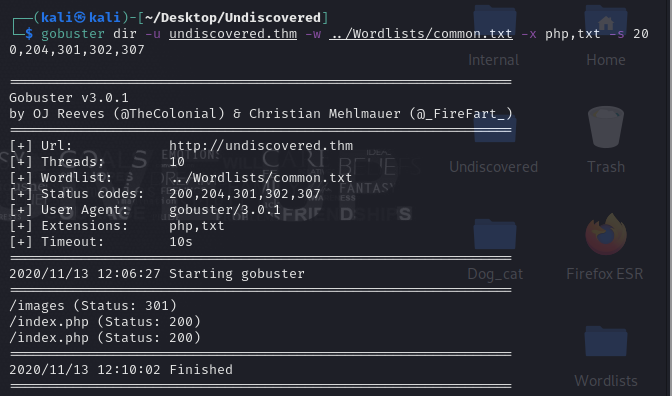 ┌──(kali㉿kali)-[~/Desktop/Undiscovered]
└─$ gobuster dir -u undiscovered.thm -w ../Wordlists/common.txt -x php,txt -s 20
0,204,301,302,307
===============================================================
Gobuster v3.0.1
by OJ Reeves (@TheColonial) & Christian Mehlmauer (@_FireFart_)
===============================================================
[+] Url:            http://undiscovered.thm
[+] Threads:        10
[+] Wordlist:       ../Wordlists/common.txt
[+] Status codes:   200,204,301,302,307
[+] User Agent:     gobuster/3.0.1
[+] Extensions:     php,txt
[+] Timeout:        10s
===============================================================
2020/11/13 12:06:27 Starting gobuster
===============================================================
/images (Status: 301)
/index.php (Status: 200)
/index.php (Status: 200)
===============================================================
2020/11/13 12:10:02 Finished
===============================================================
Internal
Home
Undiscovered
Trash
Dog_cat
Firefox ESR
Wordlists